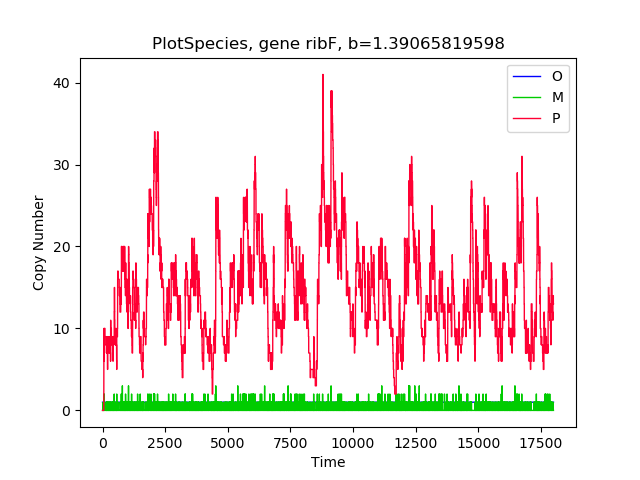 PlotSpecies, gene ribF, b=1.39065819598
O
M
P
40
30
20
10
0
Copy Number
0 2500 5000 7500 10000 12500 15000 17500
Time